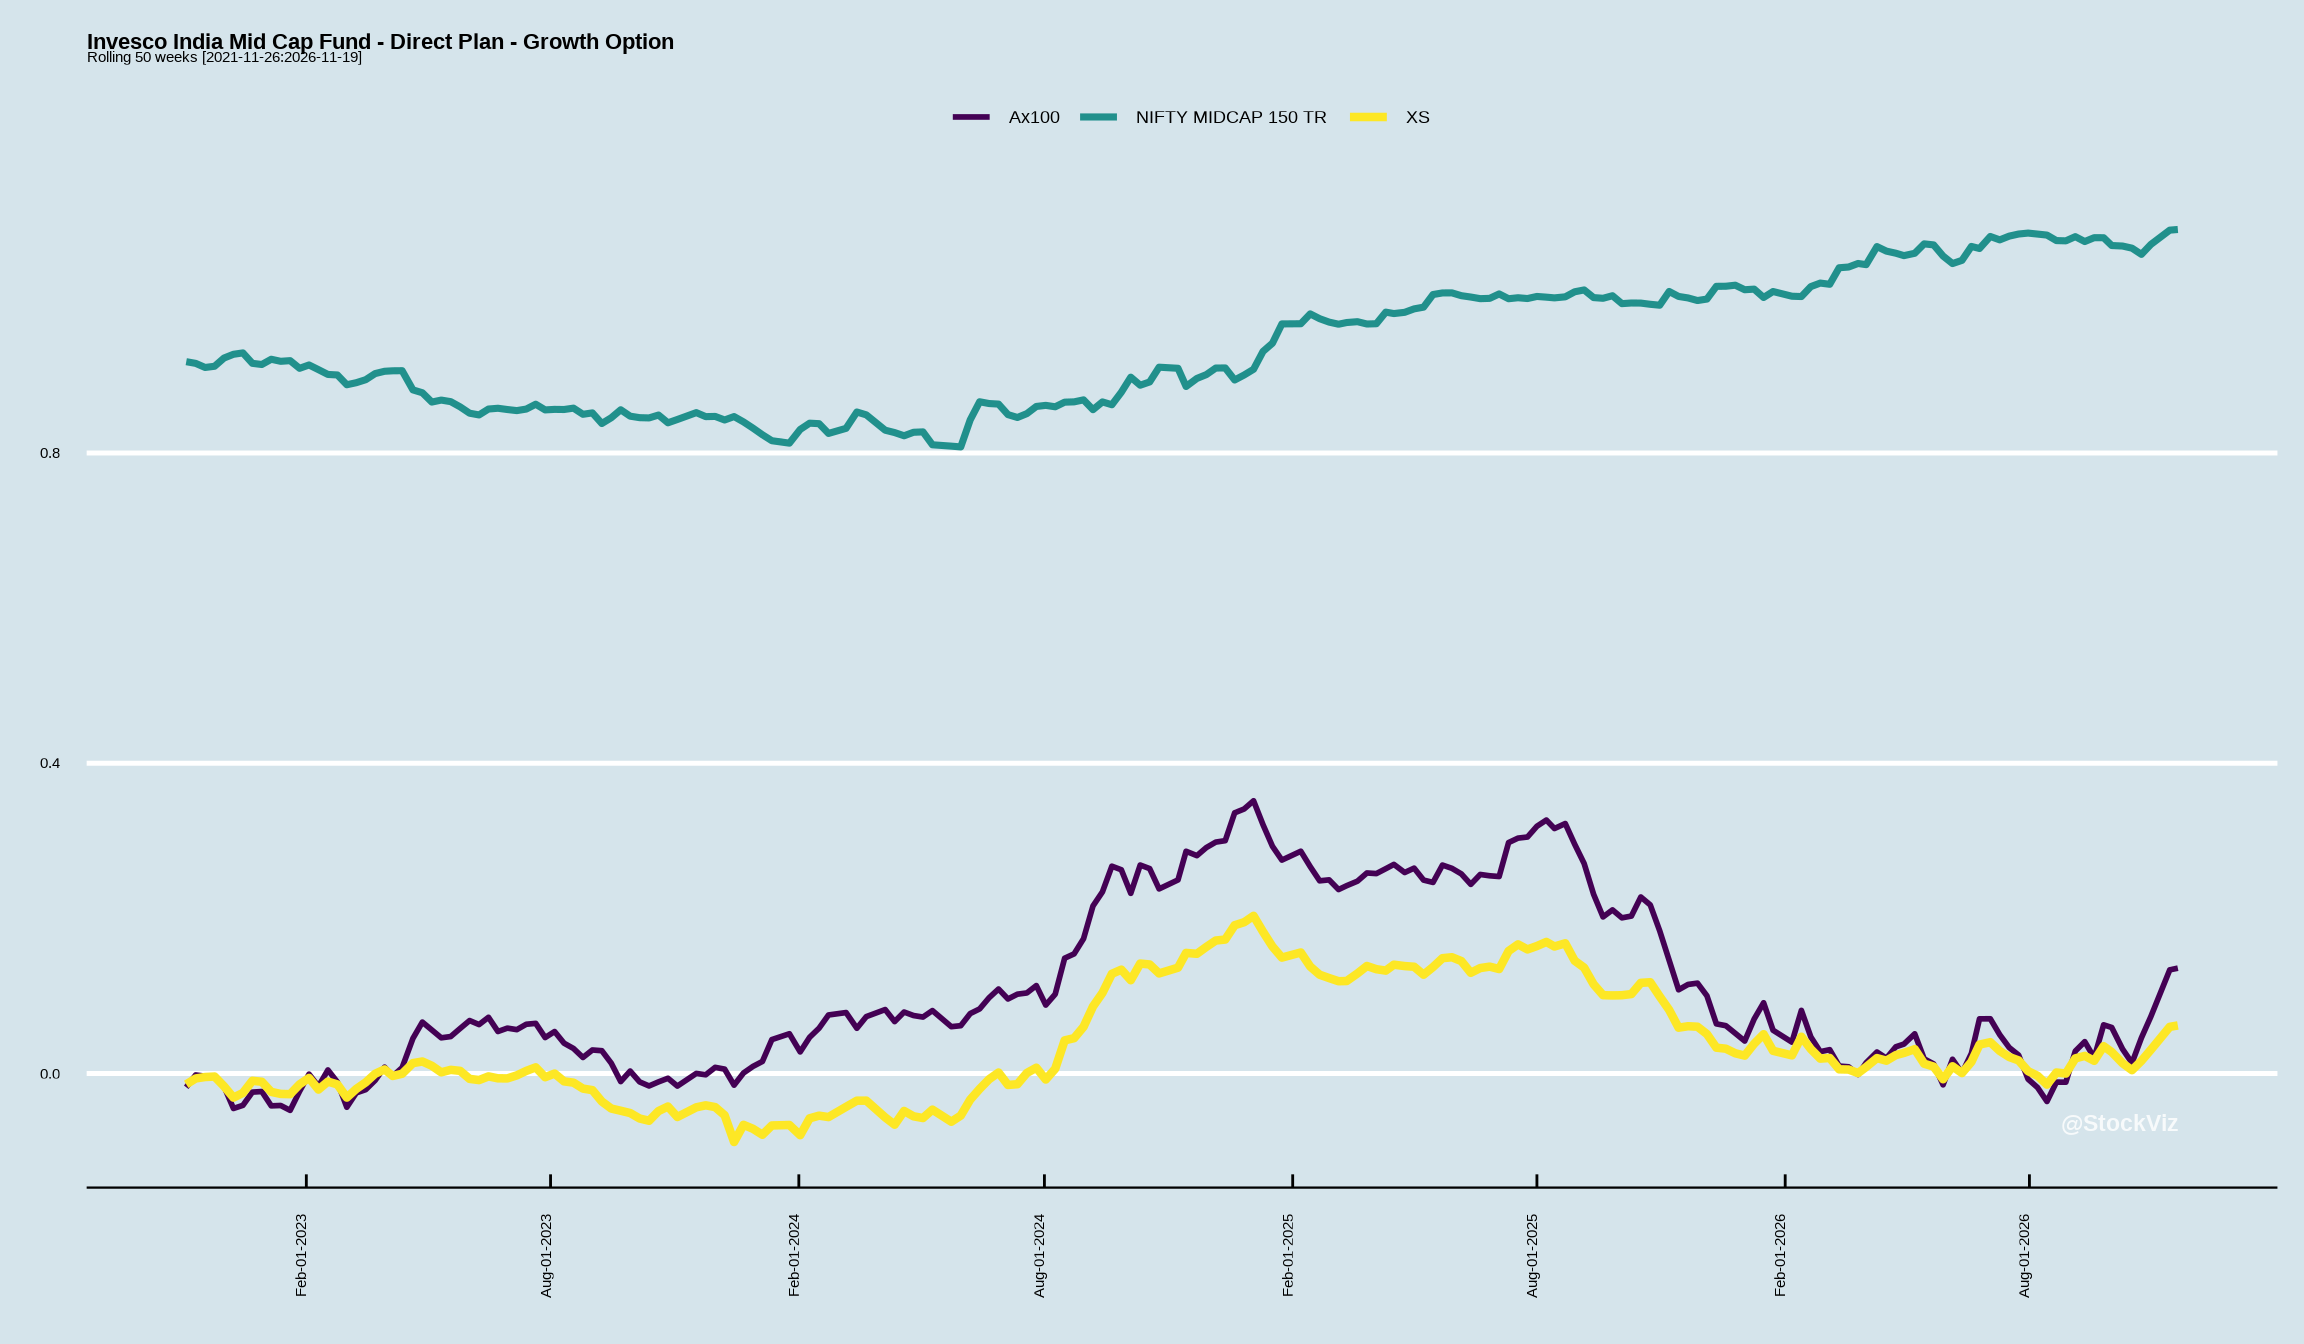 Invesco India Mid Cap Fund - Direct Plan - Growth Option
Rolling 50 weeks [2021-11-26:2026-11-19]
Ax100 NIFTY MIDCAP 150 TR XS
0.8
0.4
0.0
@StockViz
Feb-01-2023 Aug-01-2023 Feb-01-2024 Aug-01-2024 Feb-01-2025 Aug-01-2025 Feb-01-2026 Aug-01-2026